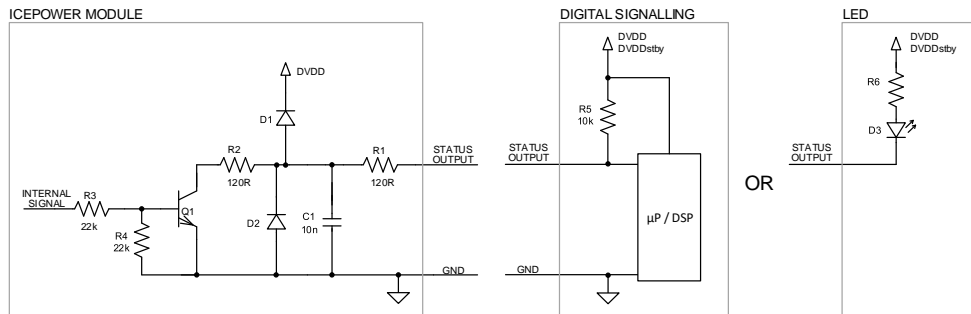 ICEPOWER MODULE
DVDD
D1
R2
120R
R1
120R
STATUS
OUTPUT
INTERNAL
SIGNAL
R3
22k
Q1
R4
22k
D2
C1
10n
GND
DIGITAL SIGNALLING
DVDD
DVDDstby
R5
10k
STATUS
OUTPUT
µP / DSP
GND
OR
LED
DVDD
DVDDstby
R6
D3
STATUS
OUTPUT